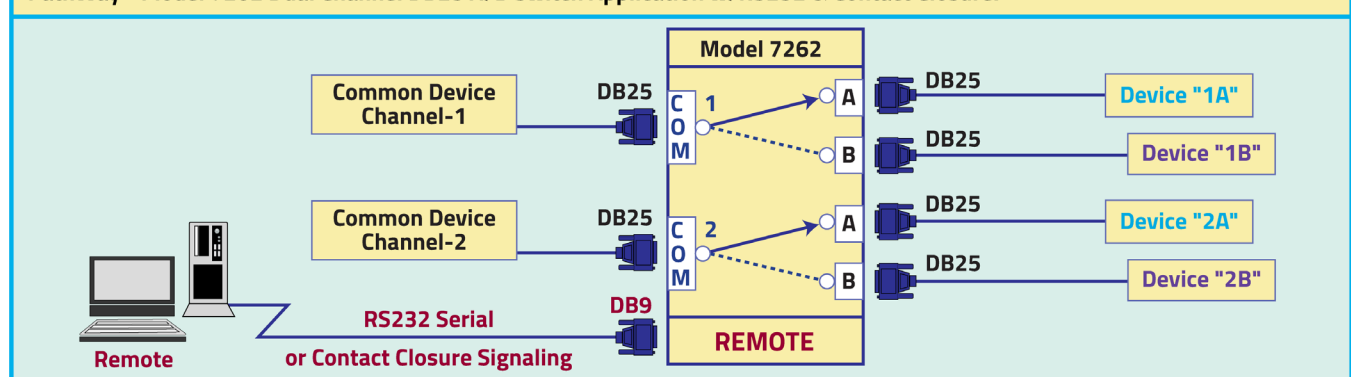 Model 7262
Common Device
Channel-1
DB25
C
O
M
1
A
B
DB25
Device "1A"
DB25
Device "1B"
Common Device
Channel-2
DB25
C
O
M
2
A
B
DB25
Device "2A"
DB25
Device "2B"
Remote
RS232 Serial
or Contact Closure Signaling
DB9
REMOTE